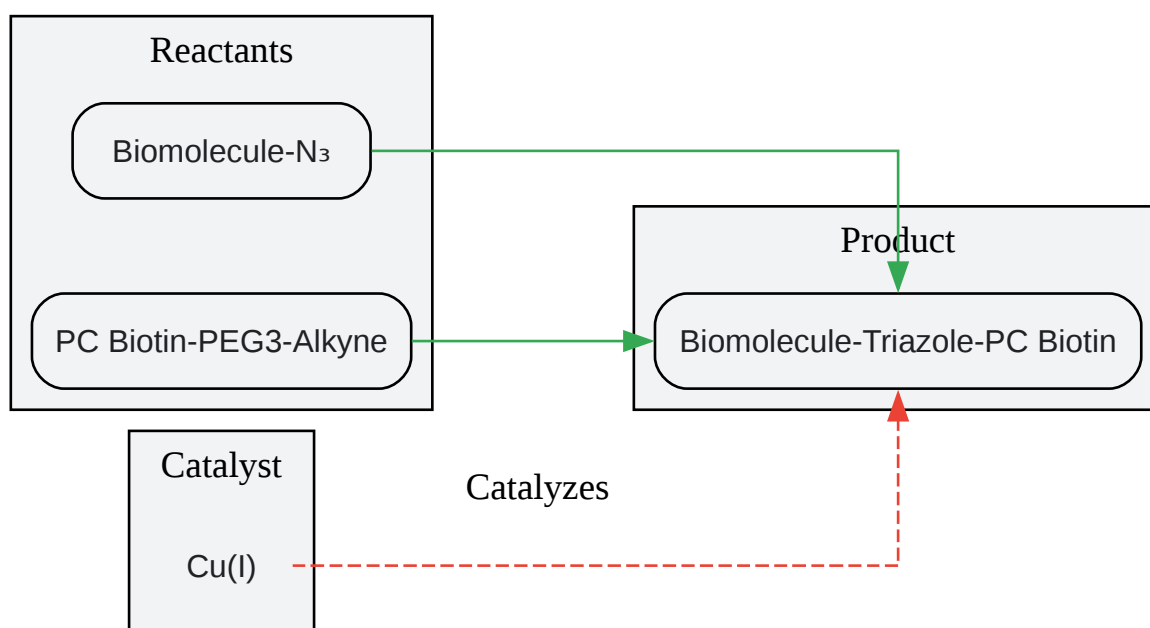 Reactants
Biomolecule-N₃
PC Biotin-PEG3-Alkyne
Product
Biomolecule-Triazole-PC Biotin
Catalyst
Cu(I)
Catalyzes